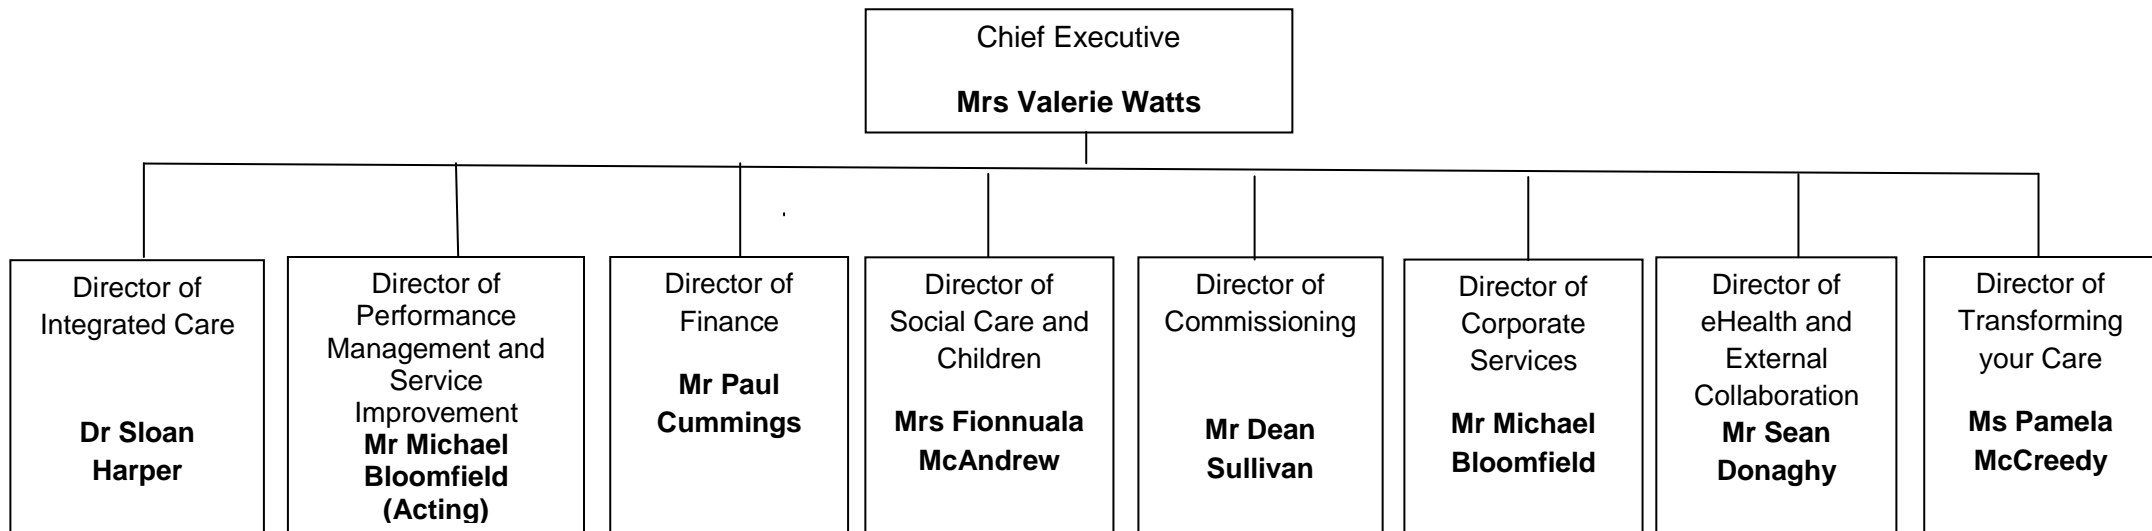 Chief Executive
Mrs Valerie Watts
Director of
Integrated Care
Dr Sloan
Harper
Director of
Performance
Management and
Service
Improvement
Mr Michael
Bloomfield
(Acting)
Director of
Finance
Mr Paul
Cummings
Director of
Social Care and
Children
Mrs Fionnuala
McAndrew
Director of
Commissioning
Mr Dean
Sullivan
Director of
Corporate
Services
Mr Michael
Bloomfield
Director of
eHealth and
External
Collaboration
Mr Sean
Donaghy
Director of
Transforming
your Care
Ms Pamela
McCreedy